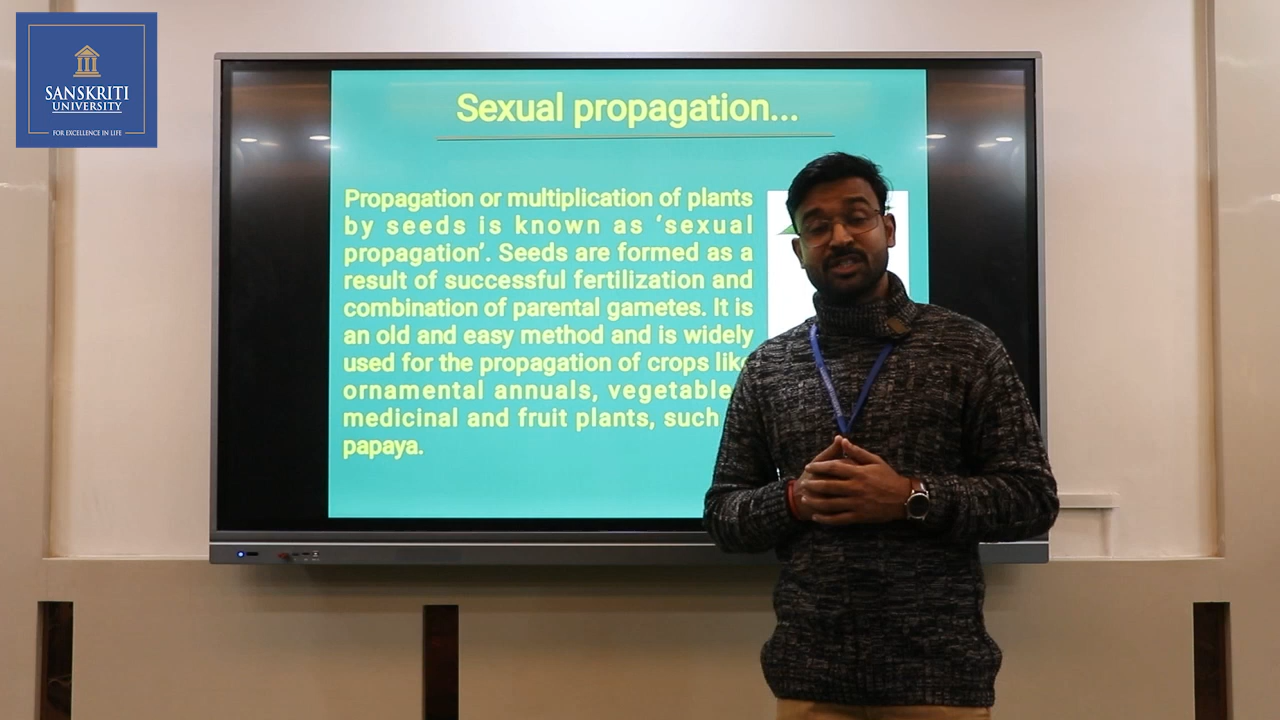 SANSKRITI
UNIVERSITY
FOR EXCELLENCE IN LIFE
Sexual propagation...
Propagation or multiplication of plants
by seeds is known as ‘sexual
propagation’. Seeds are formed as a
result of successful fertilization and
combination of parental gametes. It is
an old and easy method and is widely
used for the propagation of crops like
ornamental annuals, vegetable
medicinal and fruit plants, such
papaya.